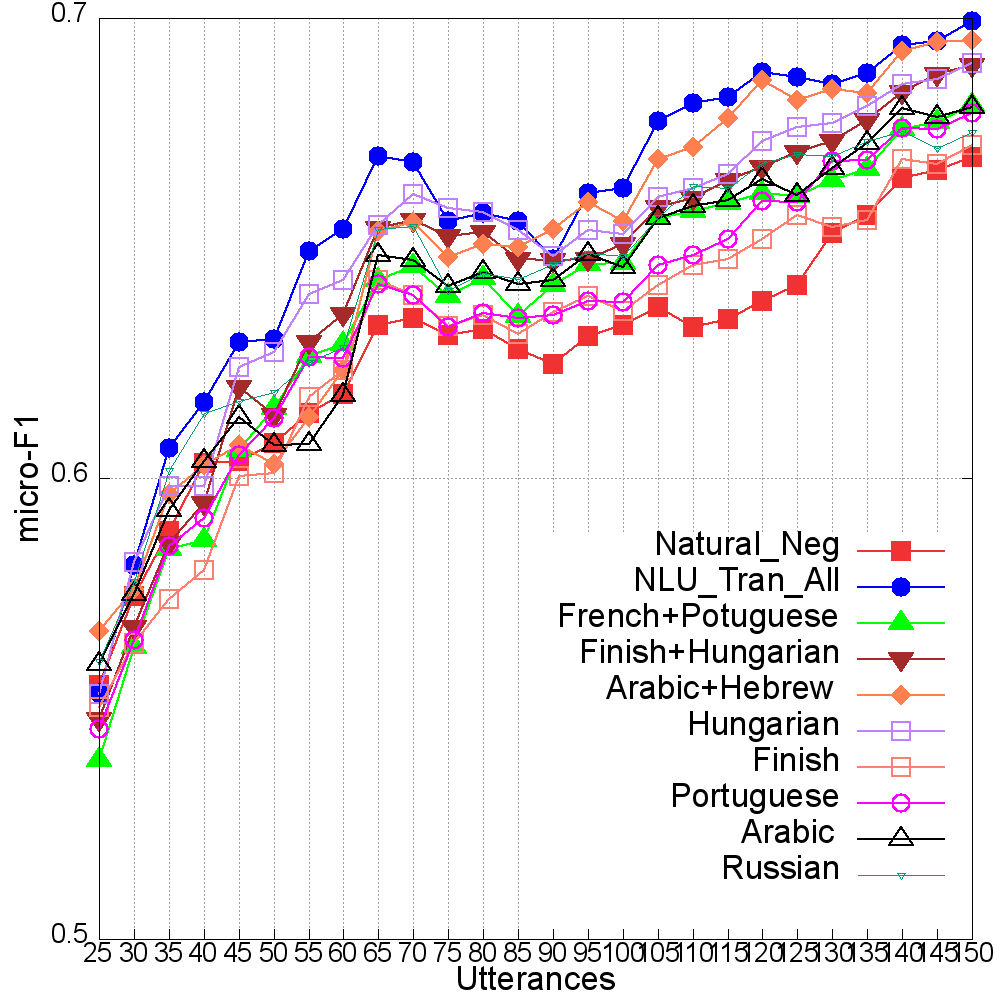 0.7
0.6
0.5
micro-F1
Natural_Neg
NLU_Tran_All
French+Potuguese
Finish+Hungarian
Arabic+Hebrew
Hungarian
Finish
Portuguese
Arabic
Russian
25 30 35 40 45 50 55 60 65 70 75 80 85 90 95 100 105 110 115 120 125 130 135 140 145 150
Utterances